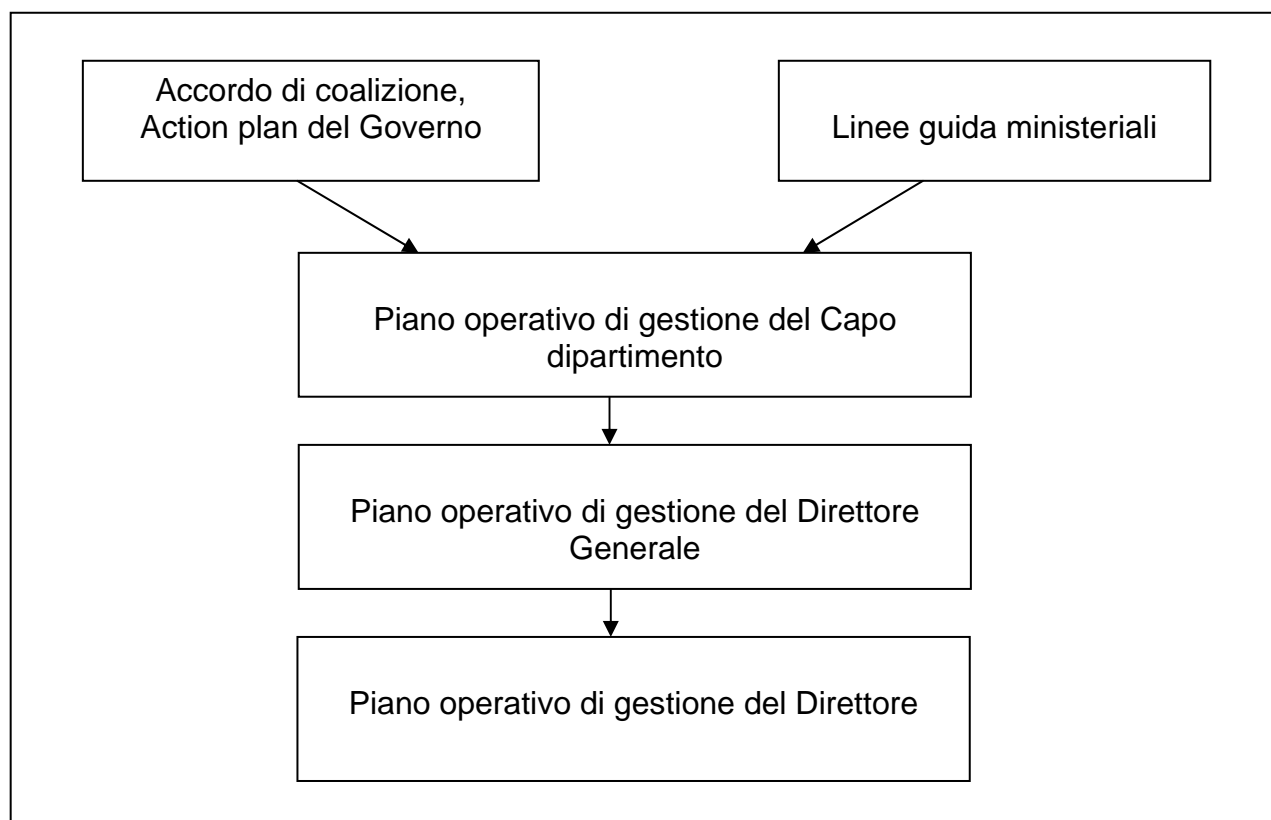 Accordo di coalizione,
Action plan del Governo
Linee guida ministeriali
Piano operativo di gestione del Capo
dipartimento
Piano operativo di gestione del Direttore
Generale
Piano operativo di gestione del Direttore